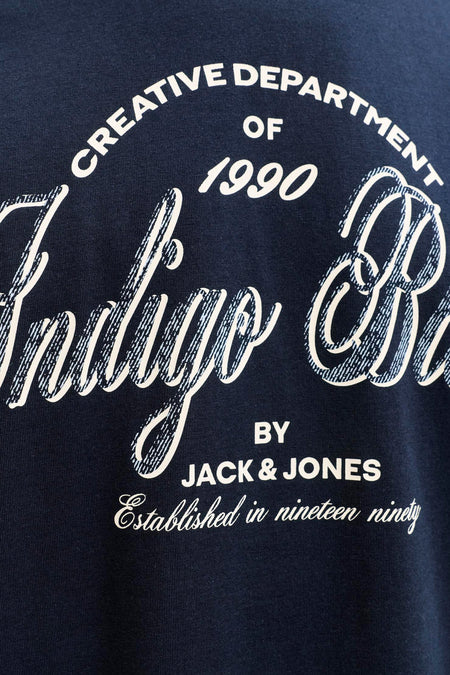 CREATIVE DEPARTMENT
OF
1990
Indigo
BY
JACK & JONES
Established in nineteen ninety